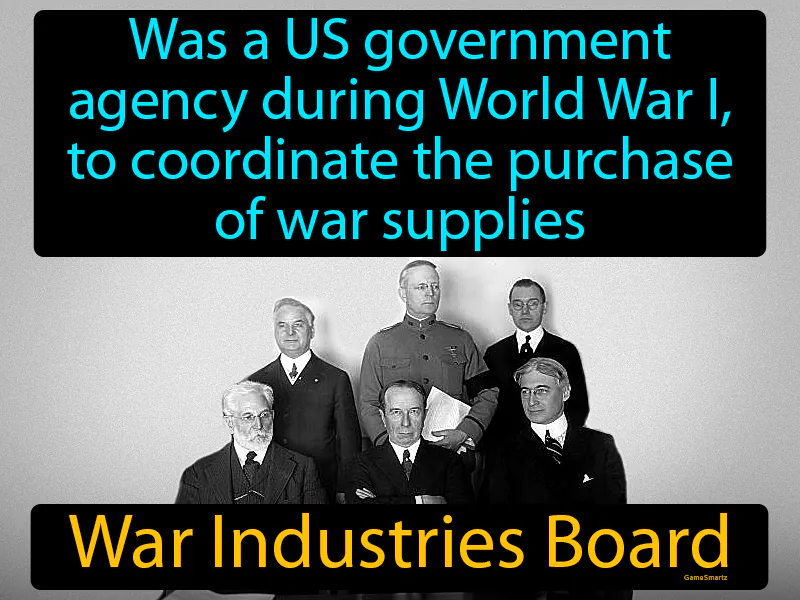 Was a US government
agency during World War I,
to coordinate the purchase
of war supplies
War Industries Board
GameSmartz